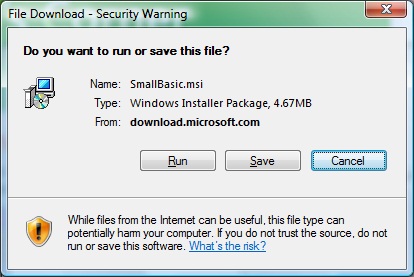 File Download - Security Warning
Do you want to run or save this file?
Name: SmallBasic.msi
Type: Windows Installer Package, 4.67MB
From: download.microsoft.com
Run Save Cancel
While files from the Internet can be useful, this file type can
potentially harm your computer. If you do not trust the source, do not
run or save this software. What's the risk?